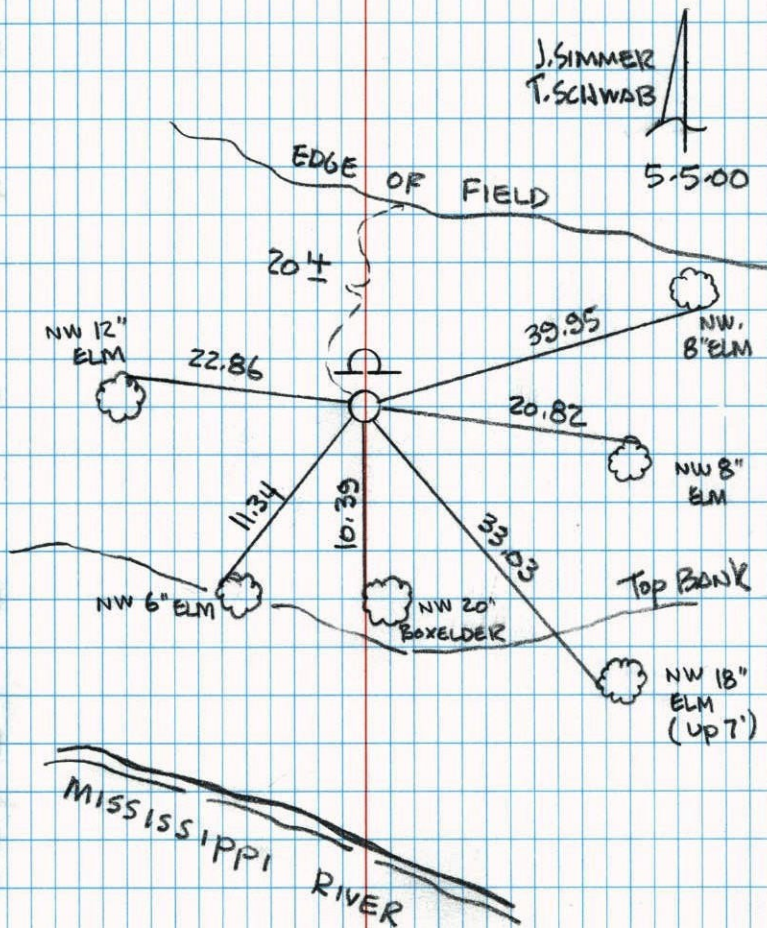 J. SIMMER
T. SCHWAB
5.5.00
EDGE OF FIELD
20±
NW 12"
ELM
22.86
39.95
NW.
8" ELM
20.82
NW 8"
ELM
11.34
10.39
33.03
NW 6" ELM
NW 20"
BOXELDER
TOP BANK
NW 18"
ELM
(UP 7')
MISSISSIPPI RIVER